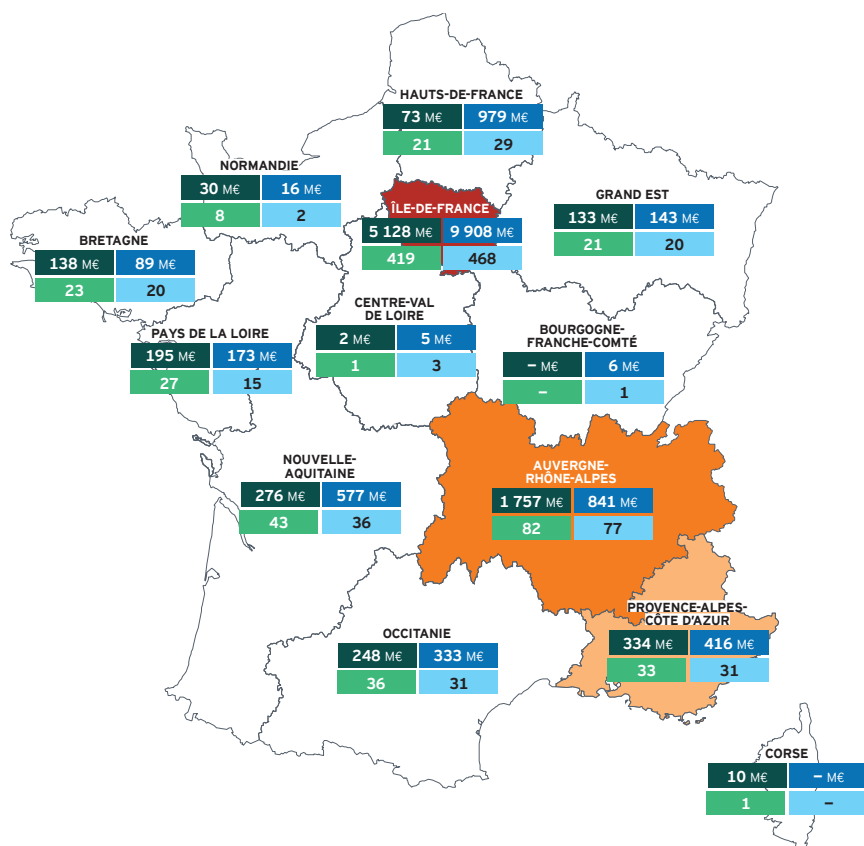 HAUTS-DE-FRANCE
73 M€ 979 M€
21 29
NORMANDIE
30 M€ 16 M€
8 2
ÎLE-DE-FRANCE
5 128 M€ 9 908 M€
419 468
GRAND EST
133 M€ 143 M€
21 20
BRETAGNE
138 M€ 89 M€
23 20
CENTRE-VAL
DE LOIRE
2 M€ 5 M€
1 3
PAYS DE LA LOIRE
195 M€ 173 M€
27 15
BOURGOGNE-
FRANCHE-COMTÉ
– M€ 6 M€
– 1
NOUVELLE-
AQUITAINE
276 M€ 577 M€
43 36
AUVERGNE-
RHÔNE-ALPES
1 757 M€ 841 M€
82 77
PROVENCE-ALPES-
CÔTE D'AZUR
334 M€ 416 M€
33 31
OCCITANIE
248 M€ 333 M€
36 31
CORSE
10 M€ – M€
1 –